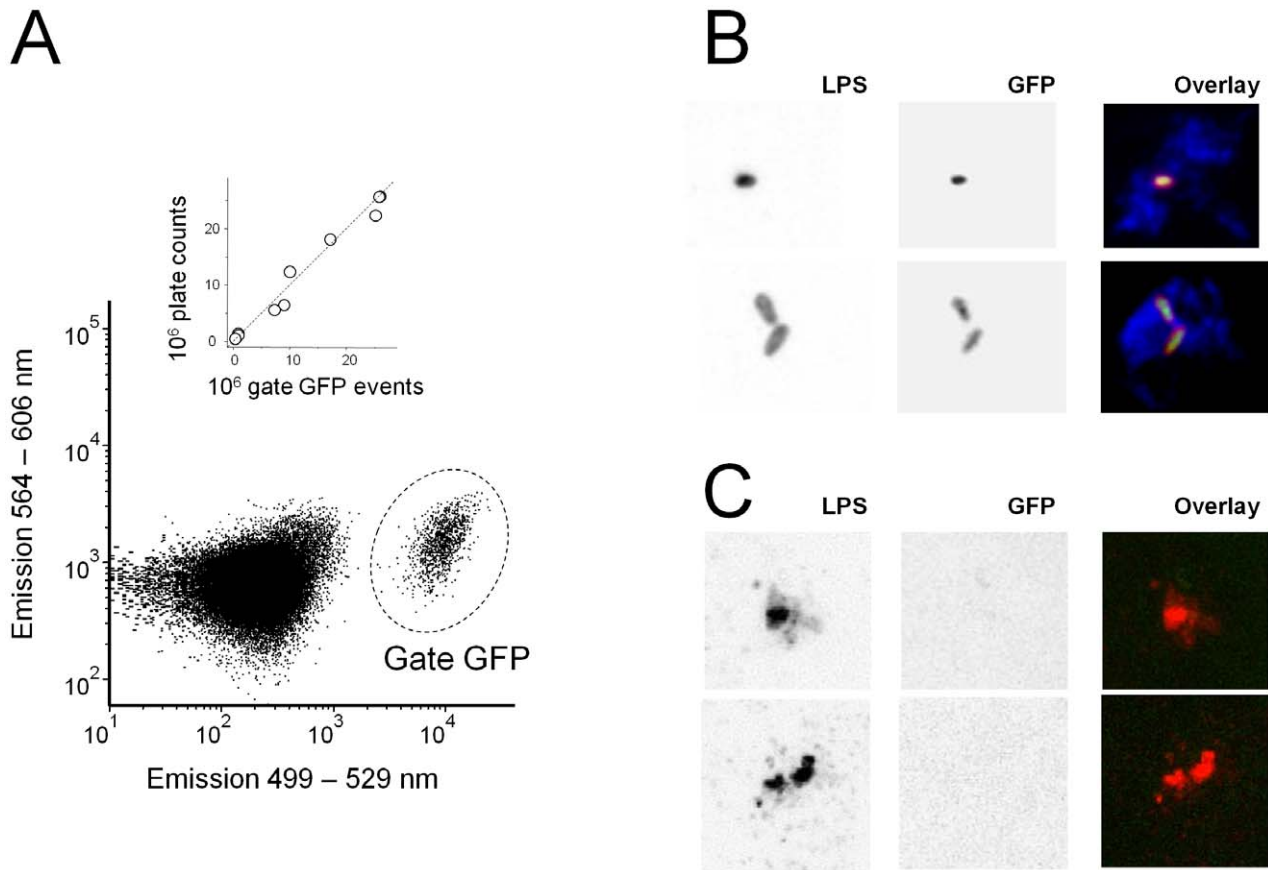 A
20
10
0
0
10
20
10⁶ plate counts
10⁶ gate GFP events
10⁵
10⁴
10³
10²
Emission 564 – 606 nm
Gate GFP
10¹
10²
10³
10⁴
Emission 499 – 529 nm
B
LPS GFP Overlay
C
LPS GFP Overlay